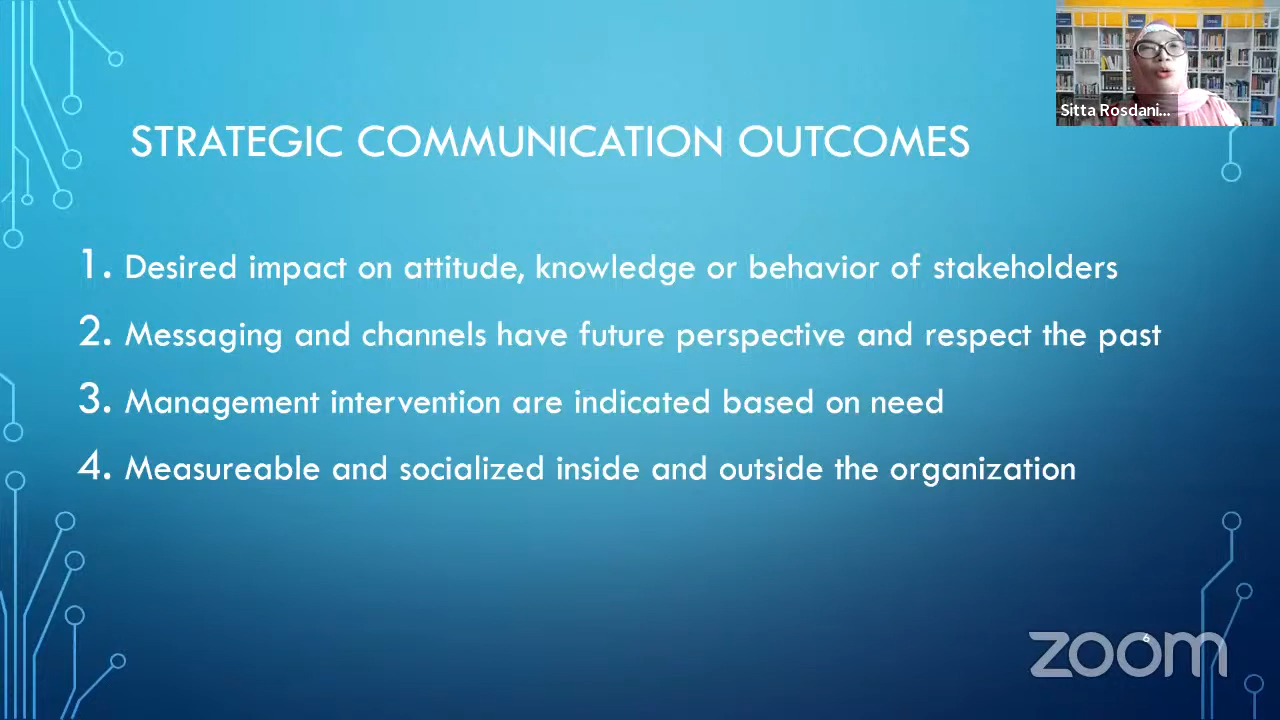 Sitta Rosdani...
STRATEGIC COMMUNICATION OUTCOMES
1. Desired impact on attitude, knowledge or behavior of stakeholders
2. Messaging and channels have future perspective and respect the past
3. Management intervention are indicated based on need
4. Measureable and socialized inside and outside the organization
6
zoom